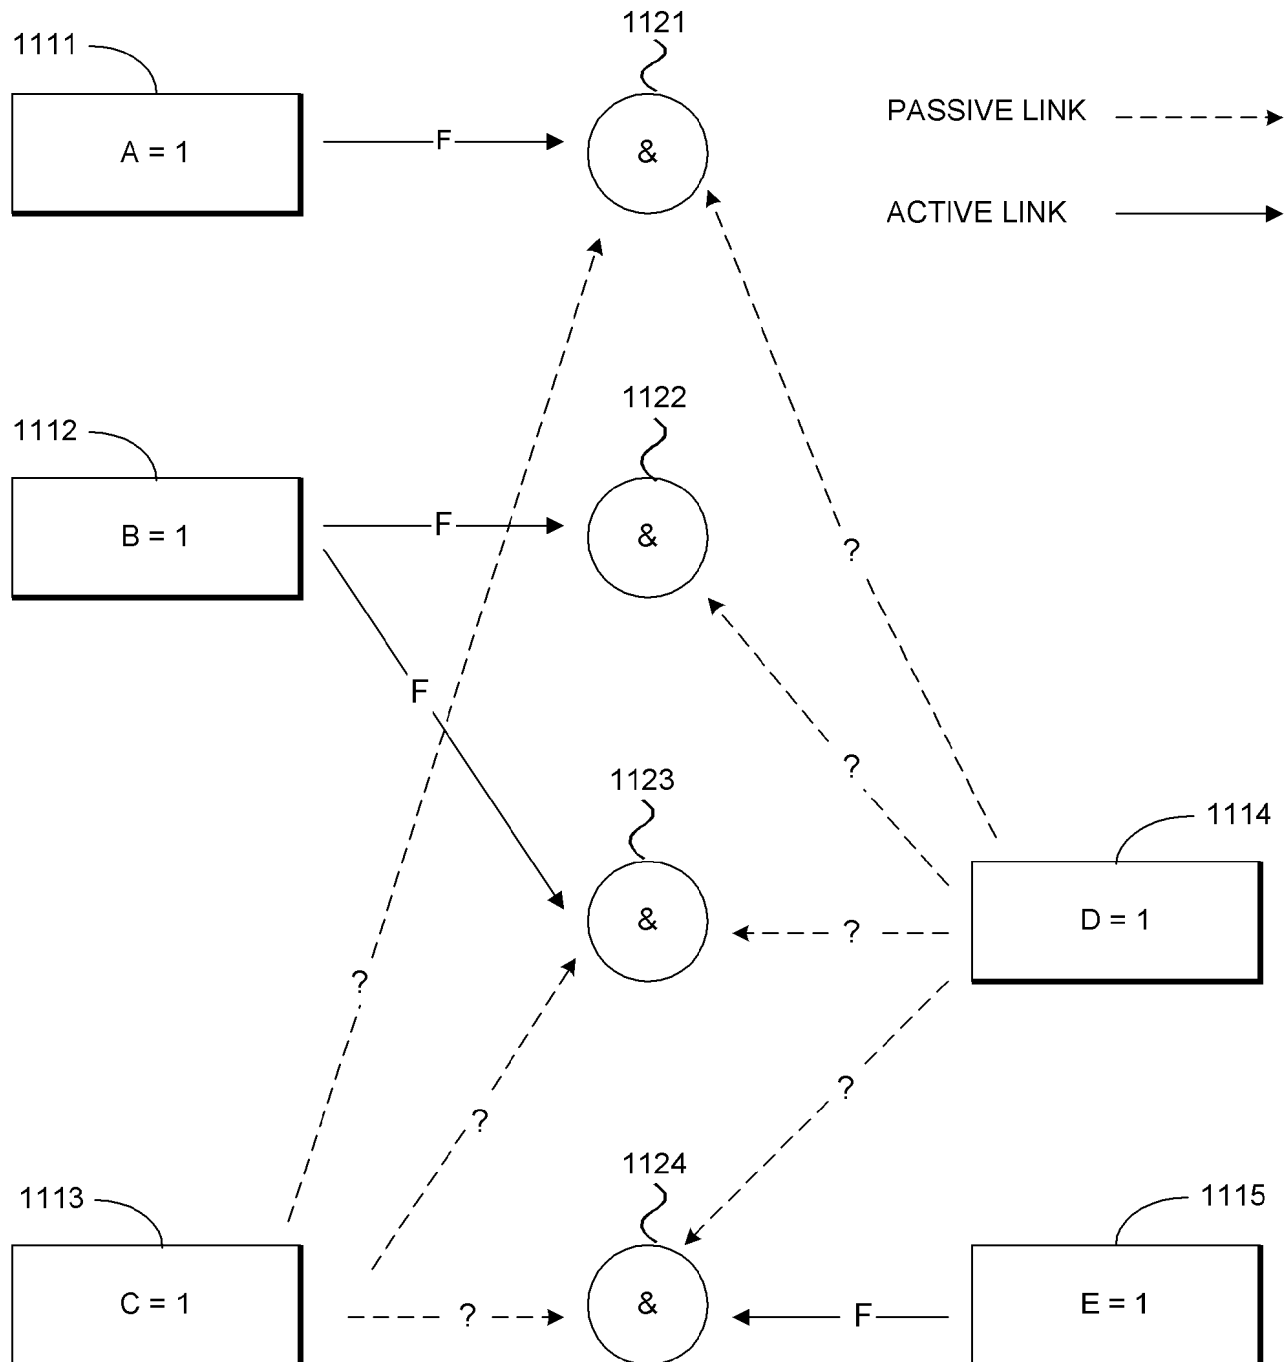 1121
1111
PASSIVE LINK
A = 1
F
&
ACTIVE LINK
1122
1112
B = 1
F
&
?
F
1123
?
1114
&
?
D = 1
?
?
?
1124
1113
1115
C = 1
?
&
F
E = 1